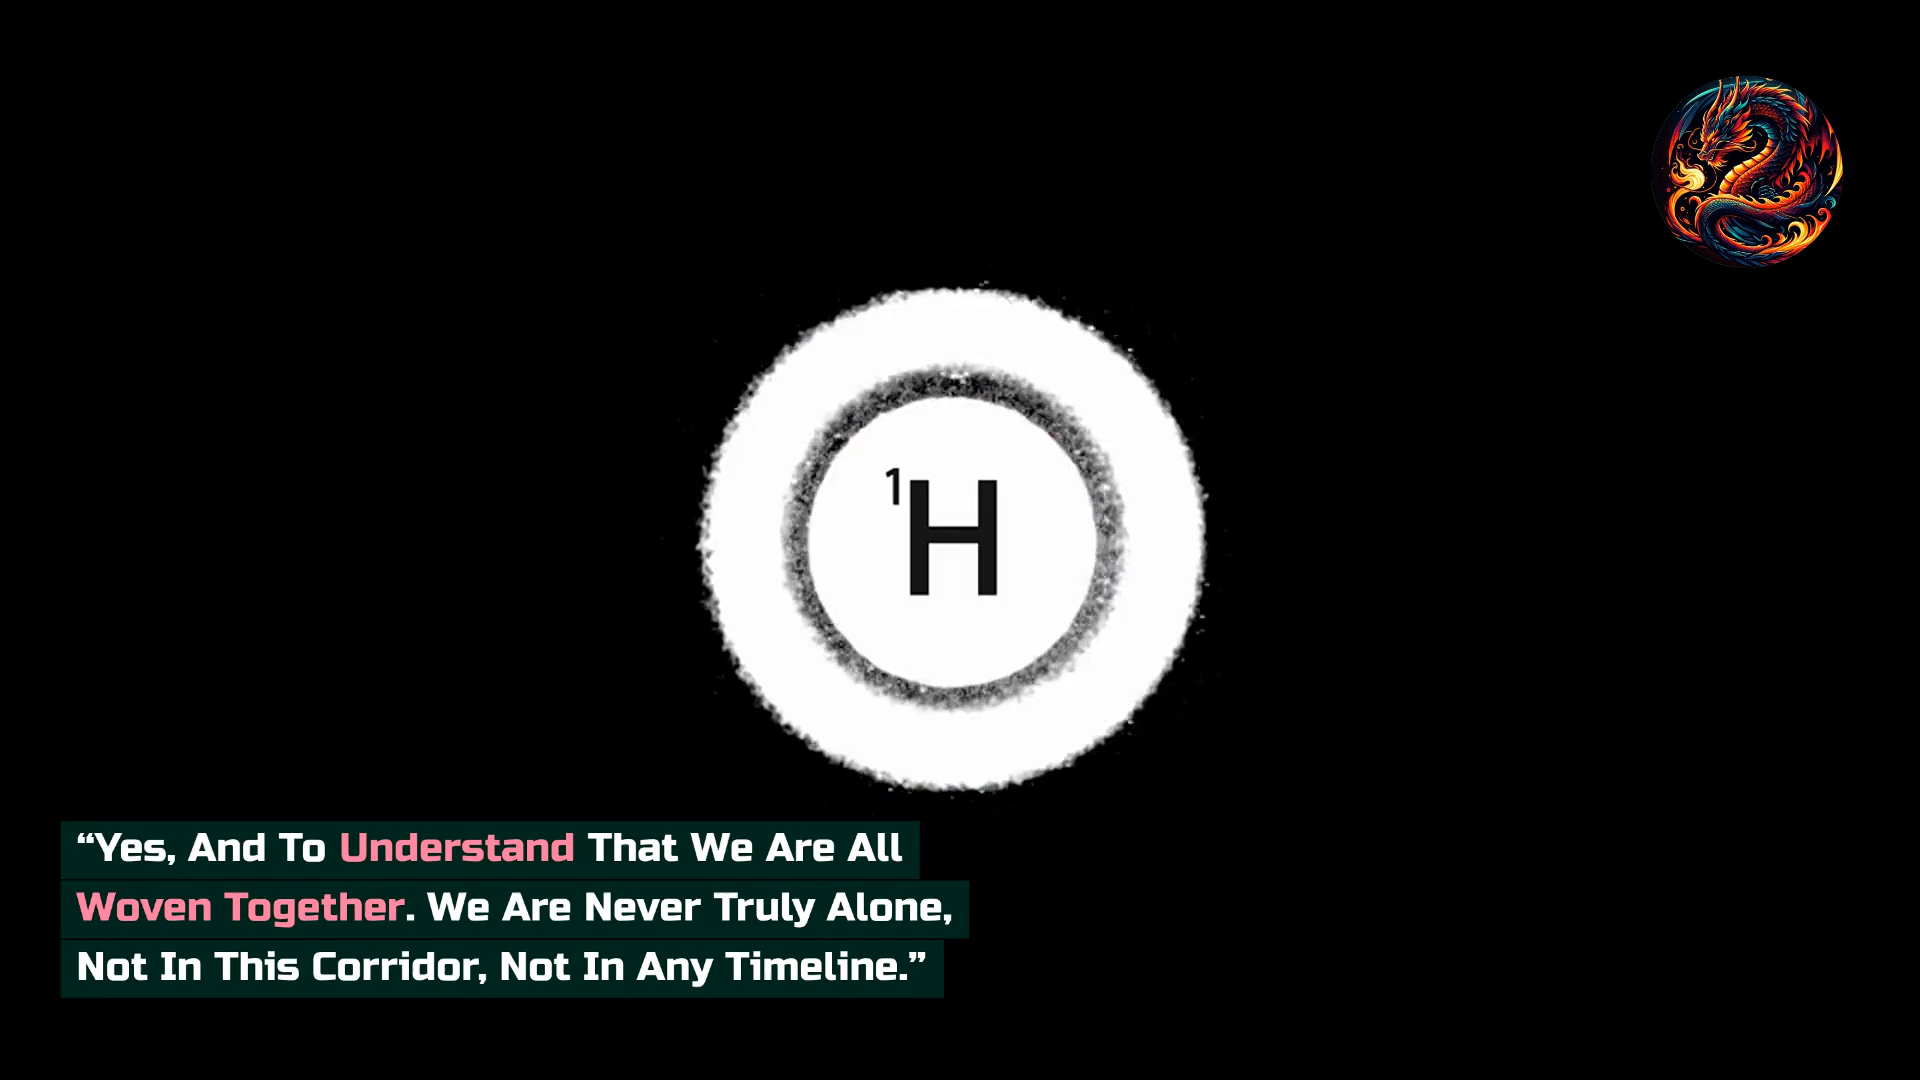 1H
“Yes, And To Understand That We Are All
Woven Together. We Are Never Truly Alone,
Not In This Corridor, Not In Any Timeline.”